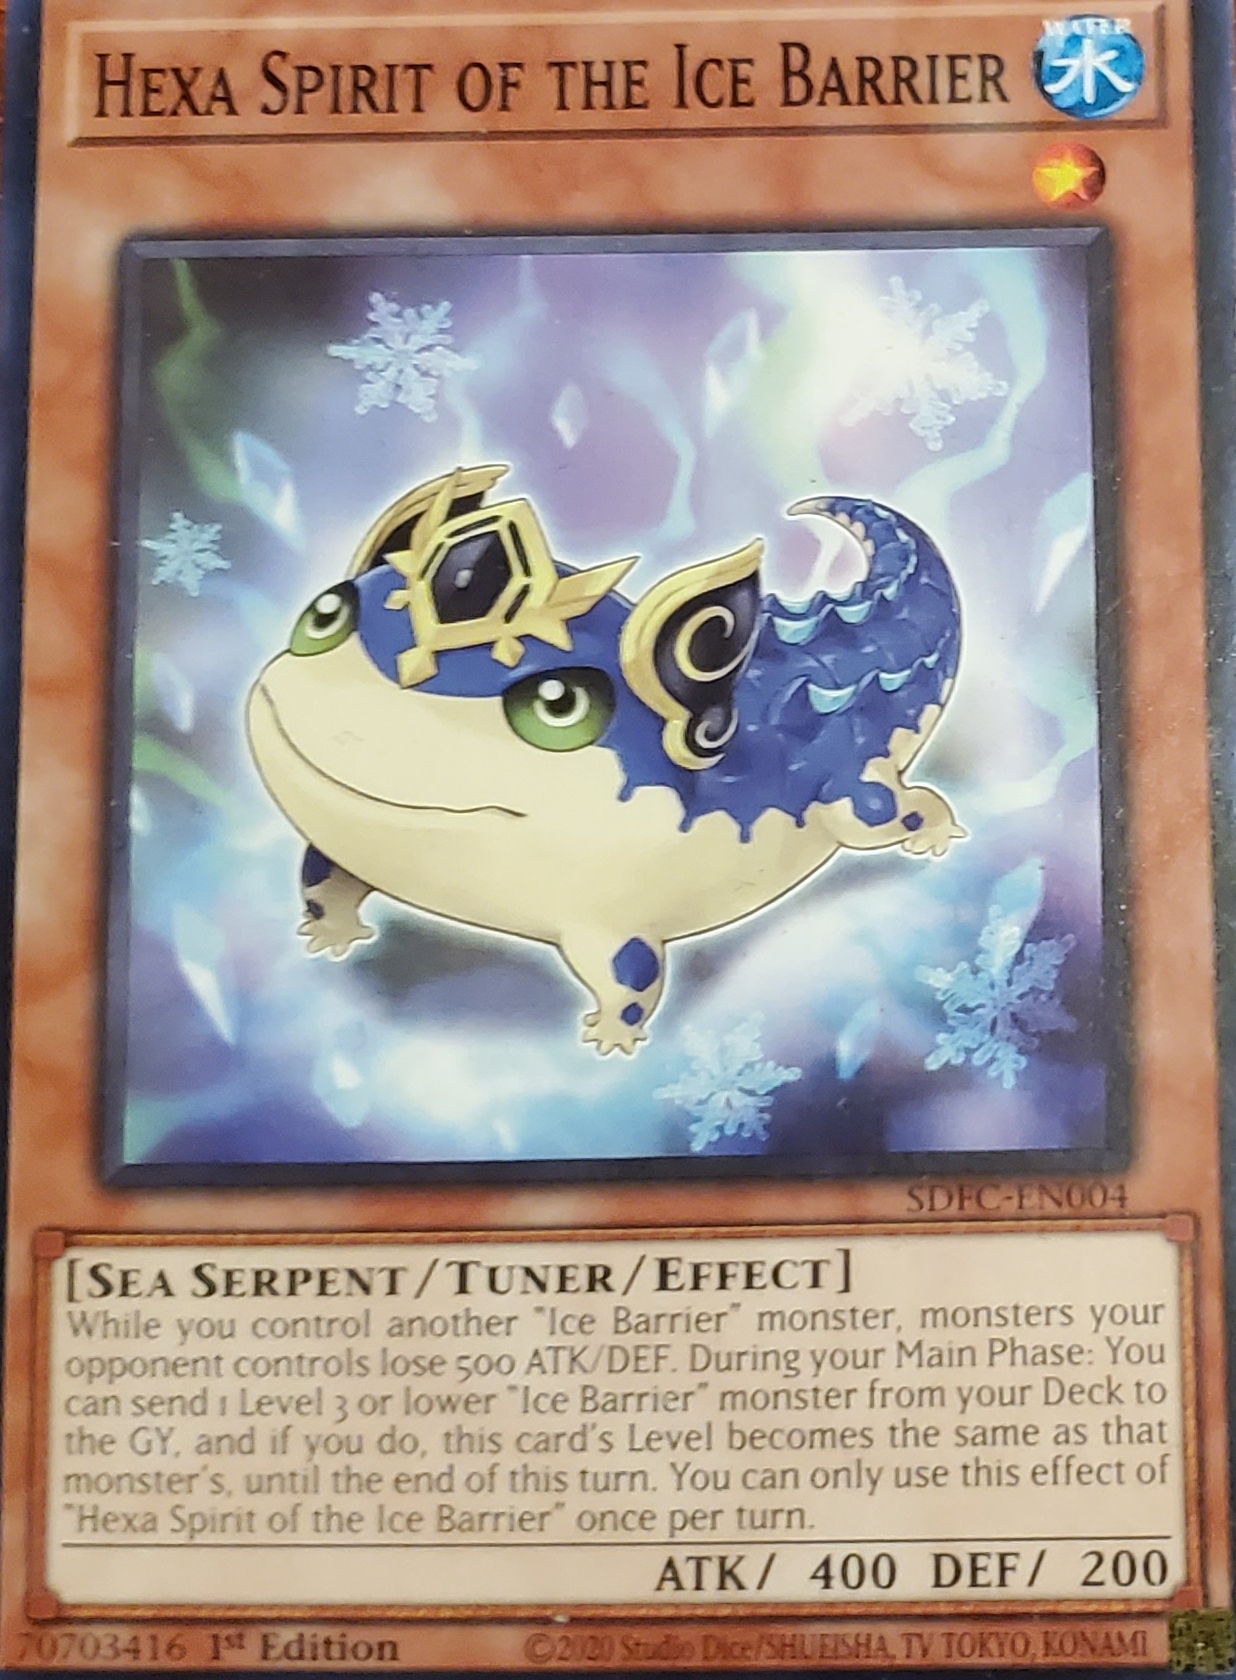 HEXA SPIRIT OF THE ICE BARRIER
WATER
水
SDFC-EN004
[SEA SERPENT/TUNER/EFFECT]
While you control another "Ice Barrier" monster, monsters your
opponent controls lose 500 ATK/DEF. During your Main Phase: You
can send 1 Level 3 or lower "Ice Barrier" monster from your Deck to
the GY, and if you do, this card's Level becomes the same as that
monster's, until the end of this turn. You can only use this effect of
"Hexa Spirit of the Ice Barrier" once per turn.
ATK/ 400 DEF/ 200
70703416 1st Edition ©2020 Studio Dice/SHUEISHA, TV TOKYO, KONAMI